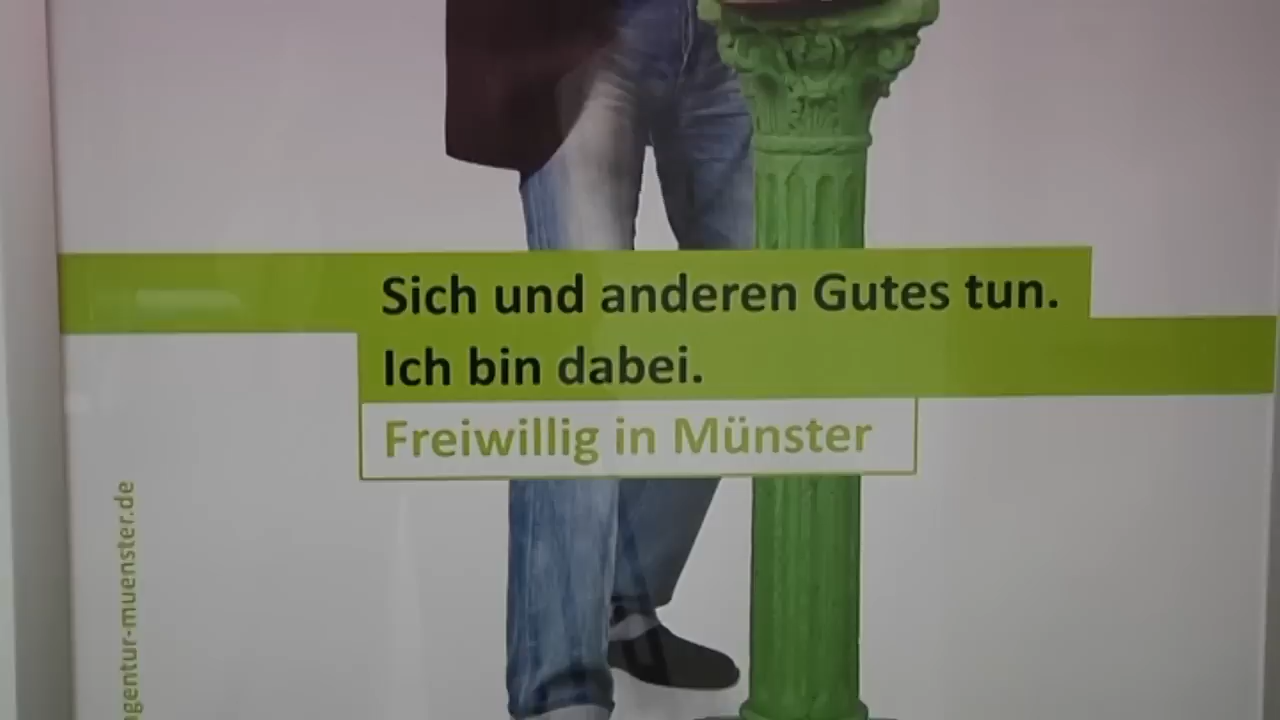 Sich und anderen Gutes tun.
Ich bin dabei.
Freiwillig in Münster
agentur-muenster.de